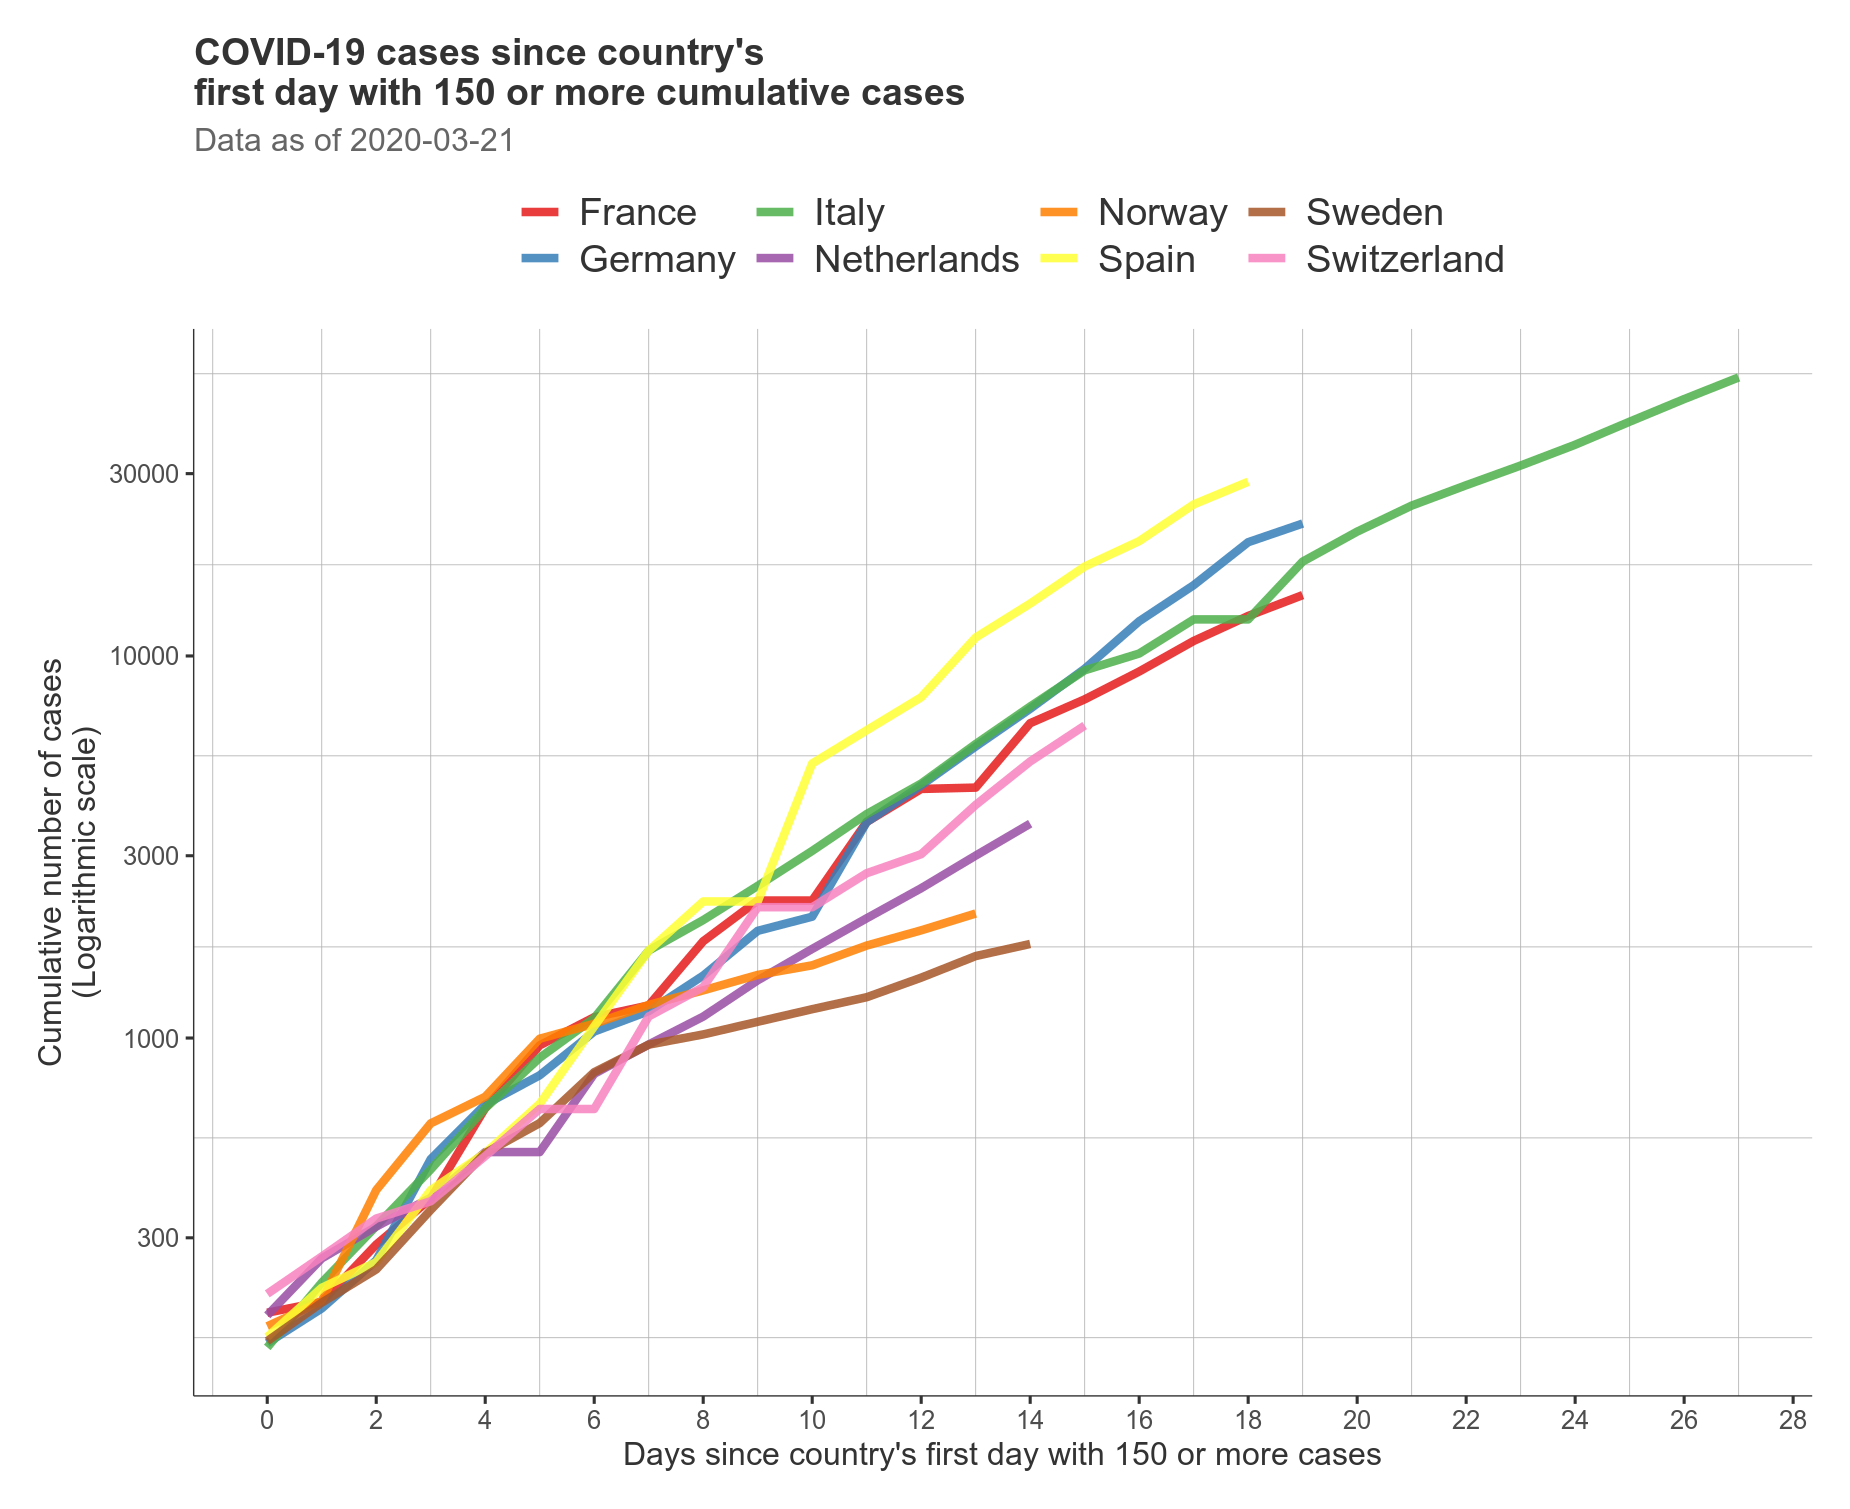 COVID-19 cases since country's
first day with 150 or more cumulative cases
Data as of 2020-03-21
France Italy Norway Sweden
Germany Netherlands Spain Switzerland
Cumulative number of cases
(Logarithmic scale)
30000
10000
3000
1000
300
0 2 4 6 8 10 12 14 16 18 20 22 24 26 28
Days since country's first day with 150 or more cases